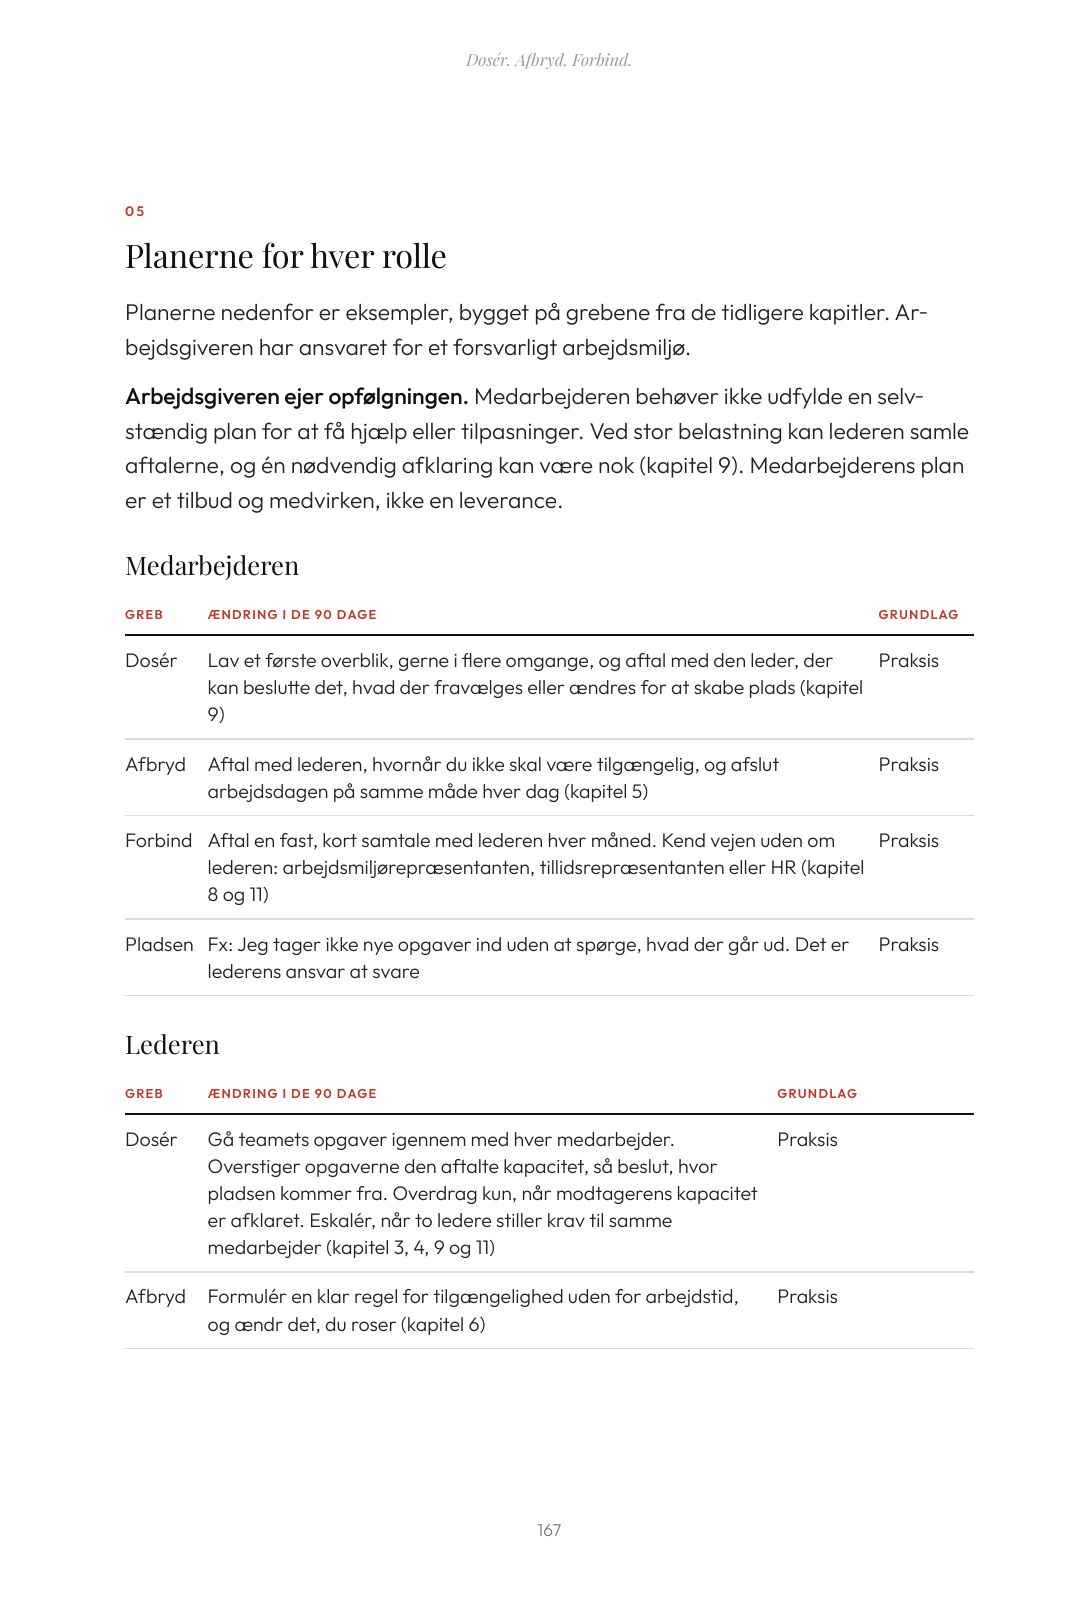 Dosér. Afbryd. Forbind.
05
Planerne for hver rolle
Planerne nedenfor er eksempler, bygget på grebene fra de tidligere kapitler. Ar-
bejdsgiveren har ansvaret for et forsvarligt arbejdsmiljø.
Arbejdsgiveren ejer opfølgningen. Medarbejderen behøver ikke udfylde en selv-
stændig plan for at få hjælp eller tilpasninger. Ved stor belastning kan lederen samle
aftalerne, og én nødvendig afklaring kan være nok (kapitel 9). Medarbejderens plan
er et tilbud og medvirken, ikke en leverance.
Medarbejderen
GREB ÆNDRING I DE 90 DAGE GRUNDLAG
Dosér Lav et første overblik, gerne i flere omgange, og aftal med den leder, der Praksis
kan beslutte det, hvad der fravælges eller ændres for at skabe plads (kapitel
9)
Afbryd Aftal med lederen, hvornår du ikke skal være tilgængelig, og afslut Praksis
arbejdsdagen på samme måde hver dag (kapitel 5)
Forbind Aftal en fast, kort samtale med lederen hver måned. Kend vejen uden om Praksis
lederen: arbejdsmiljørepræsentanten, tillidsrepræsentanten eller HR (kapitel
8 og 11)
Pladsen Fx: Jeg tager ikke nye opgaver ind uden at spørge, hvad der går ud. Det er Praksis
lederens ansvar at svare
Lederen
GREB ÆNDRING I DE 90 DAGE GRUNDLAG
Dosér Gå teamets opgaver igennem med hver medarbejder. Praksis
Overstiger opgaverne den aftalte kapacitet, så beslut, hvor
pladsen kommer fra. Overdrag kun, når modtagerens kapacitet
er afklaret. Eskalér, når to ledere stiller krav til samme
medarbejder (kapitel 3, 4, 9 og 11)
Afbryd Formulér en klar regel for tilgængelighed uden for arbejdstid, Praksis
og ændr det, du roser (kapitel 6)
167